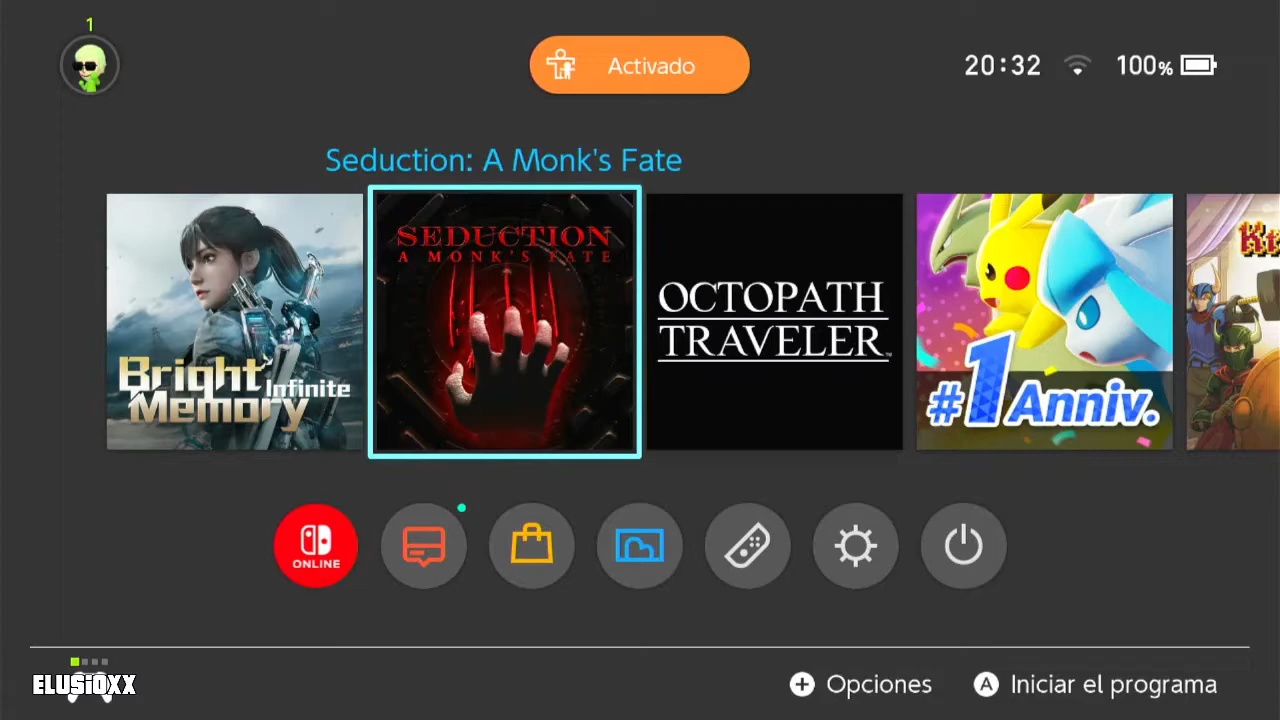 1
Activado
20:32
100%
Seduction: A Monk's Fate
Bright
Memory Infinite
SEDUCTION
A MONK'S FATE
OCTOPATH
TRAVELER™
#1 Anniv.
ONLINE
ELUSiOXX
+ Opciones
A Iniciar el programa